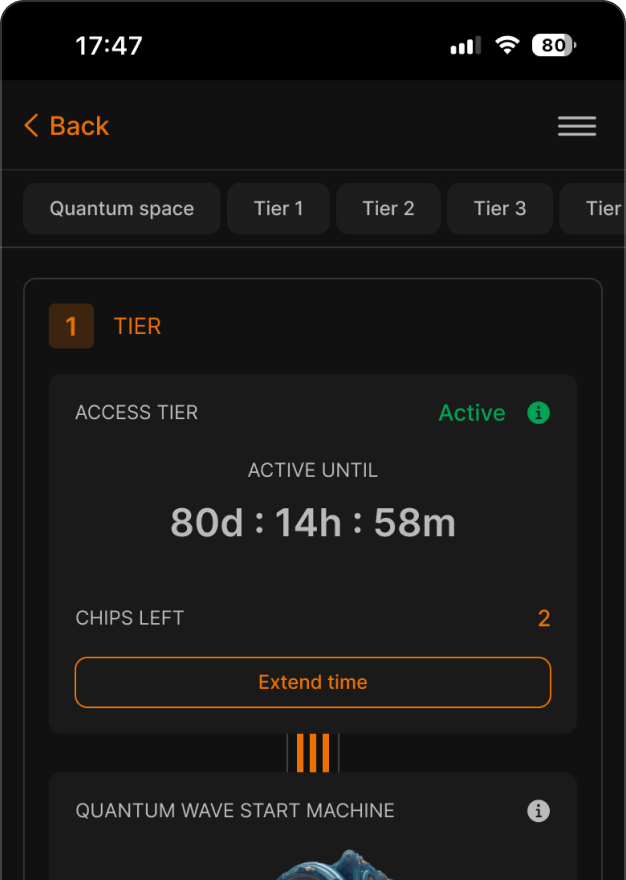 17:47 80
Back
Quantum space Tier 1 Tier 2 Tier 3 Tier
1 TIER
ACCESS TIER Active
ACTIVE UNTIL
80d : 14h : 58m
CHIPS LEFT 2
Extend time
QUANTUM WAVE START MACHINE